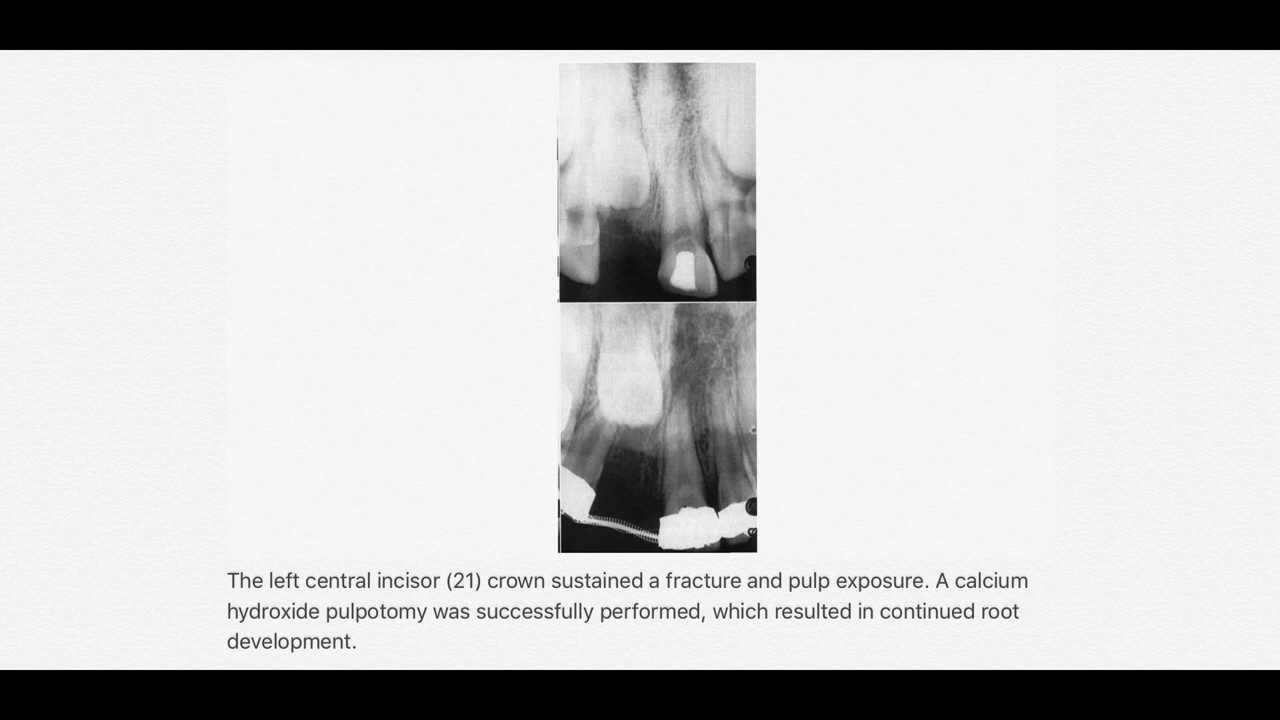 The left central incisor (21) crown sustained a fracture and pulp exposure. A calcium
hydroxide pulpotomy was successfully performed, which resulted in continued root
development.